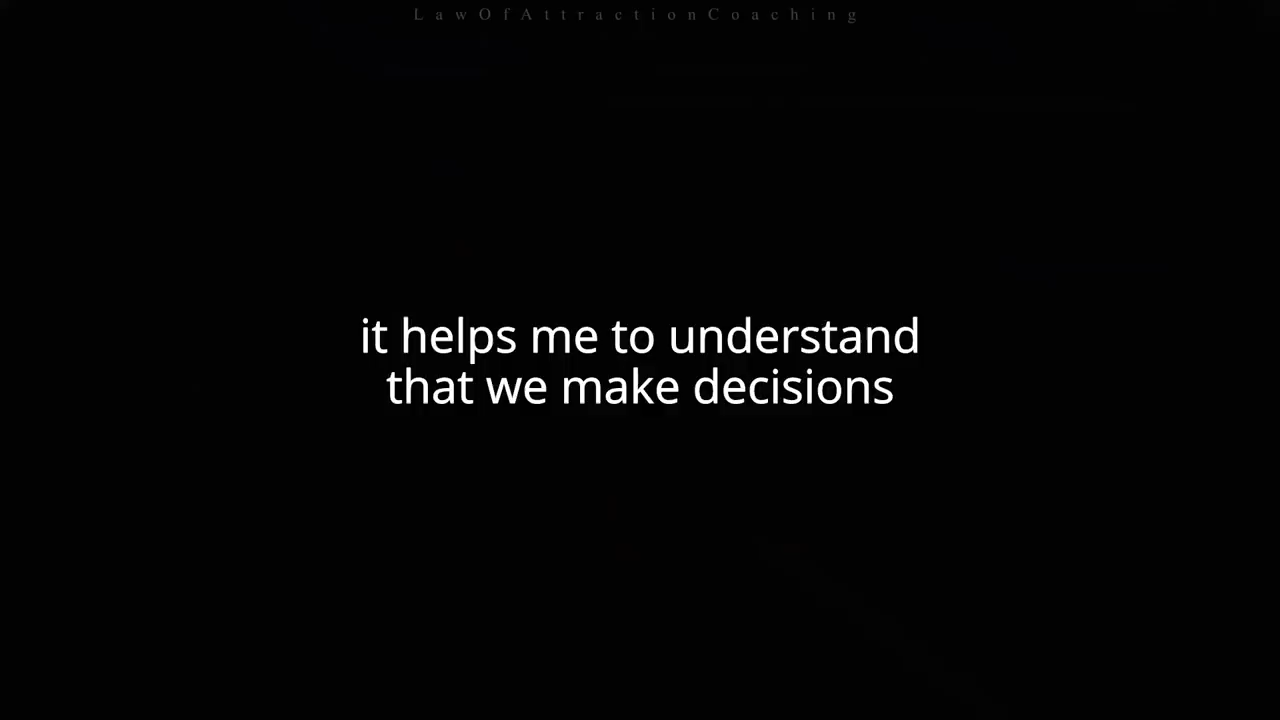 LawOfAttractionCoaching
it helps me to understand
that we make decisions